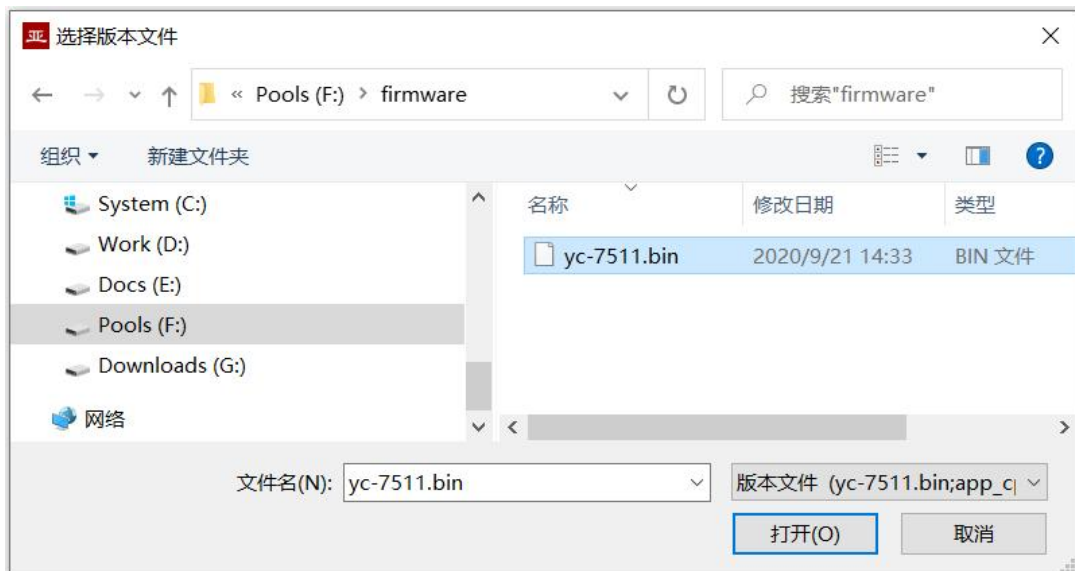 亚 选择版本文件
« Pools (F:) > firmware 搜索"firmware"
组织 新建文件夹
System (C:)
Work (D:)
Docs (E:)
Pools (F:)
Downloads (G:)
网络
名称 修改日期 类型
yc-7511.bin 2020/9/21 14:33 BIN 文件
文件名(N): yc-7511.bin 版本文件 (yc-7511.bin;app_c
打开(O) 取消